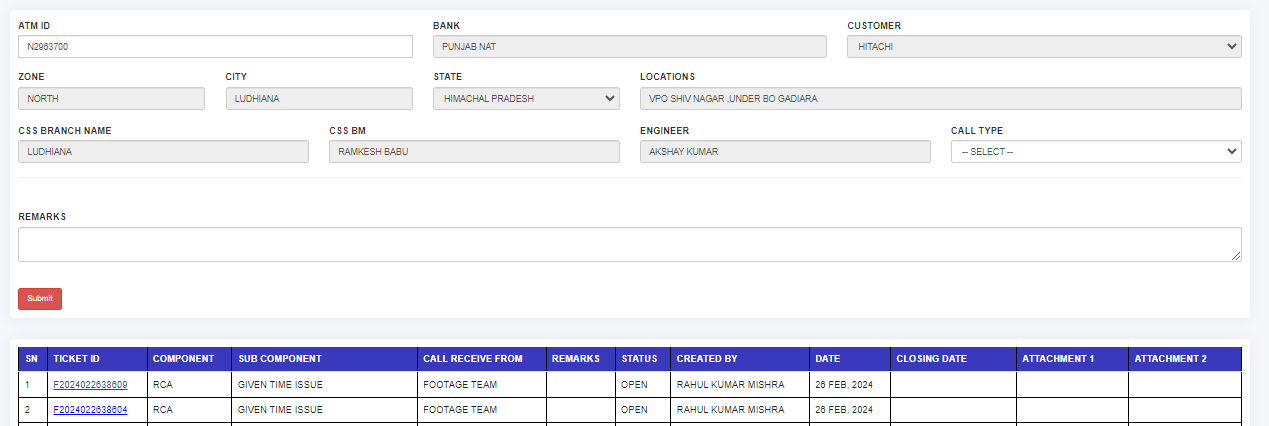 ATM ID BANK CUSTOMER
N2963700 PUNJAB NAT HITACHI
ZONE CITY STATE LOCATIONS
NORTH LUDHIANA HIMACHAL PRADESH VPO SHIV NAGAR ,UNDER BO GADIARA
CSS BRANCH NAME CSS BM ENGINEER CALL TYPE
LUDHIANA RAMKESH BABU AKSHAY KUMAR -- SELECT --
REMARKS
Submit
SN TICKET ID COMPONENT SUB COMPONENT CALL RECEIVE FROM REMARKS STATUS CREATED BY DATE CLOSING DATE ATTACHMENT 1 ATTACHMENT 2
1 F2024022638609 RCA GIVEN TIME ISSUE FOOTAGE TEAM OPEN RAHUL KUMAR MISHRA 26 FEB, 2024
2 F2024022638604 RCA GIVEN TIME ISSUE FOOTAGE TEAM OPEN RAHUL KUMAR MISHRA 26 FEB, 2024